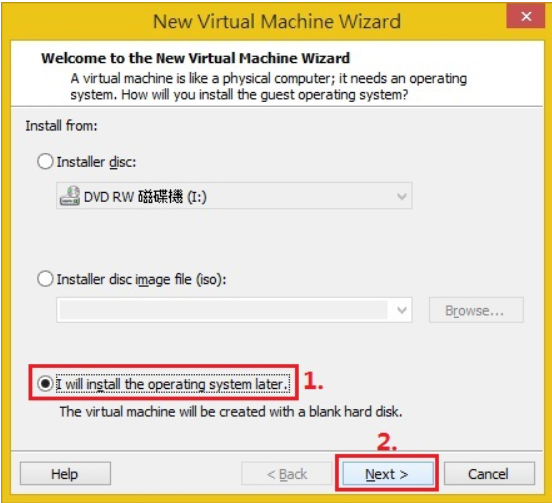 New Virtual Machine Wizard
Welcome to the New Virtual Machine Wizard
A virtual machine is like a physical computer; it needs an operating
system. How will you install the guest operating system?
Install from:
Installer disc:
DVD RW 磁碟機 (I:)
Installer disc image file (iso):
Browse...
I will install the operating system later.
1.
The virtual machine will be created with a blank hard disk.
2.
Help
< Back
Next >
Cancel